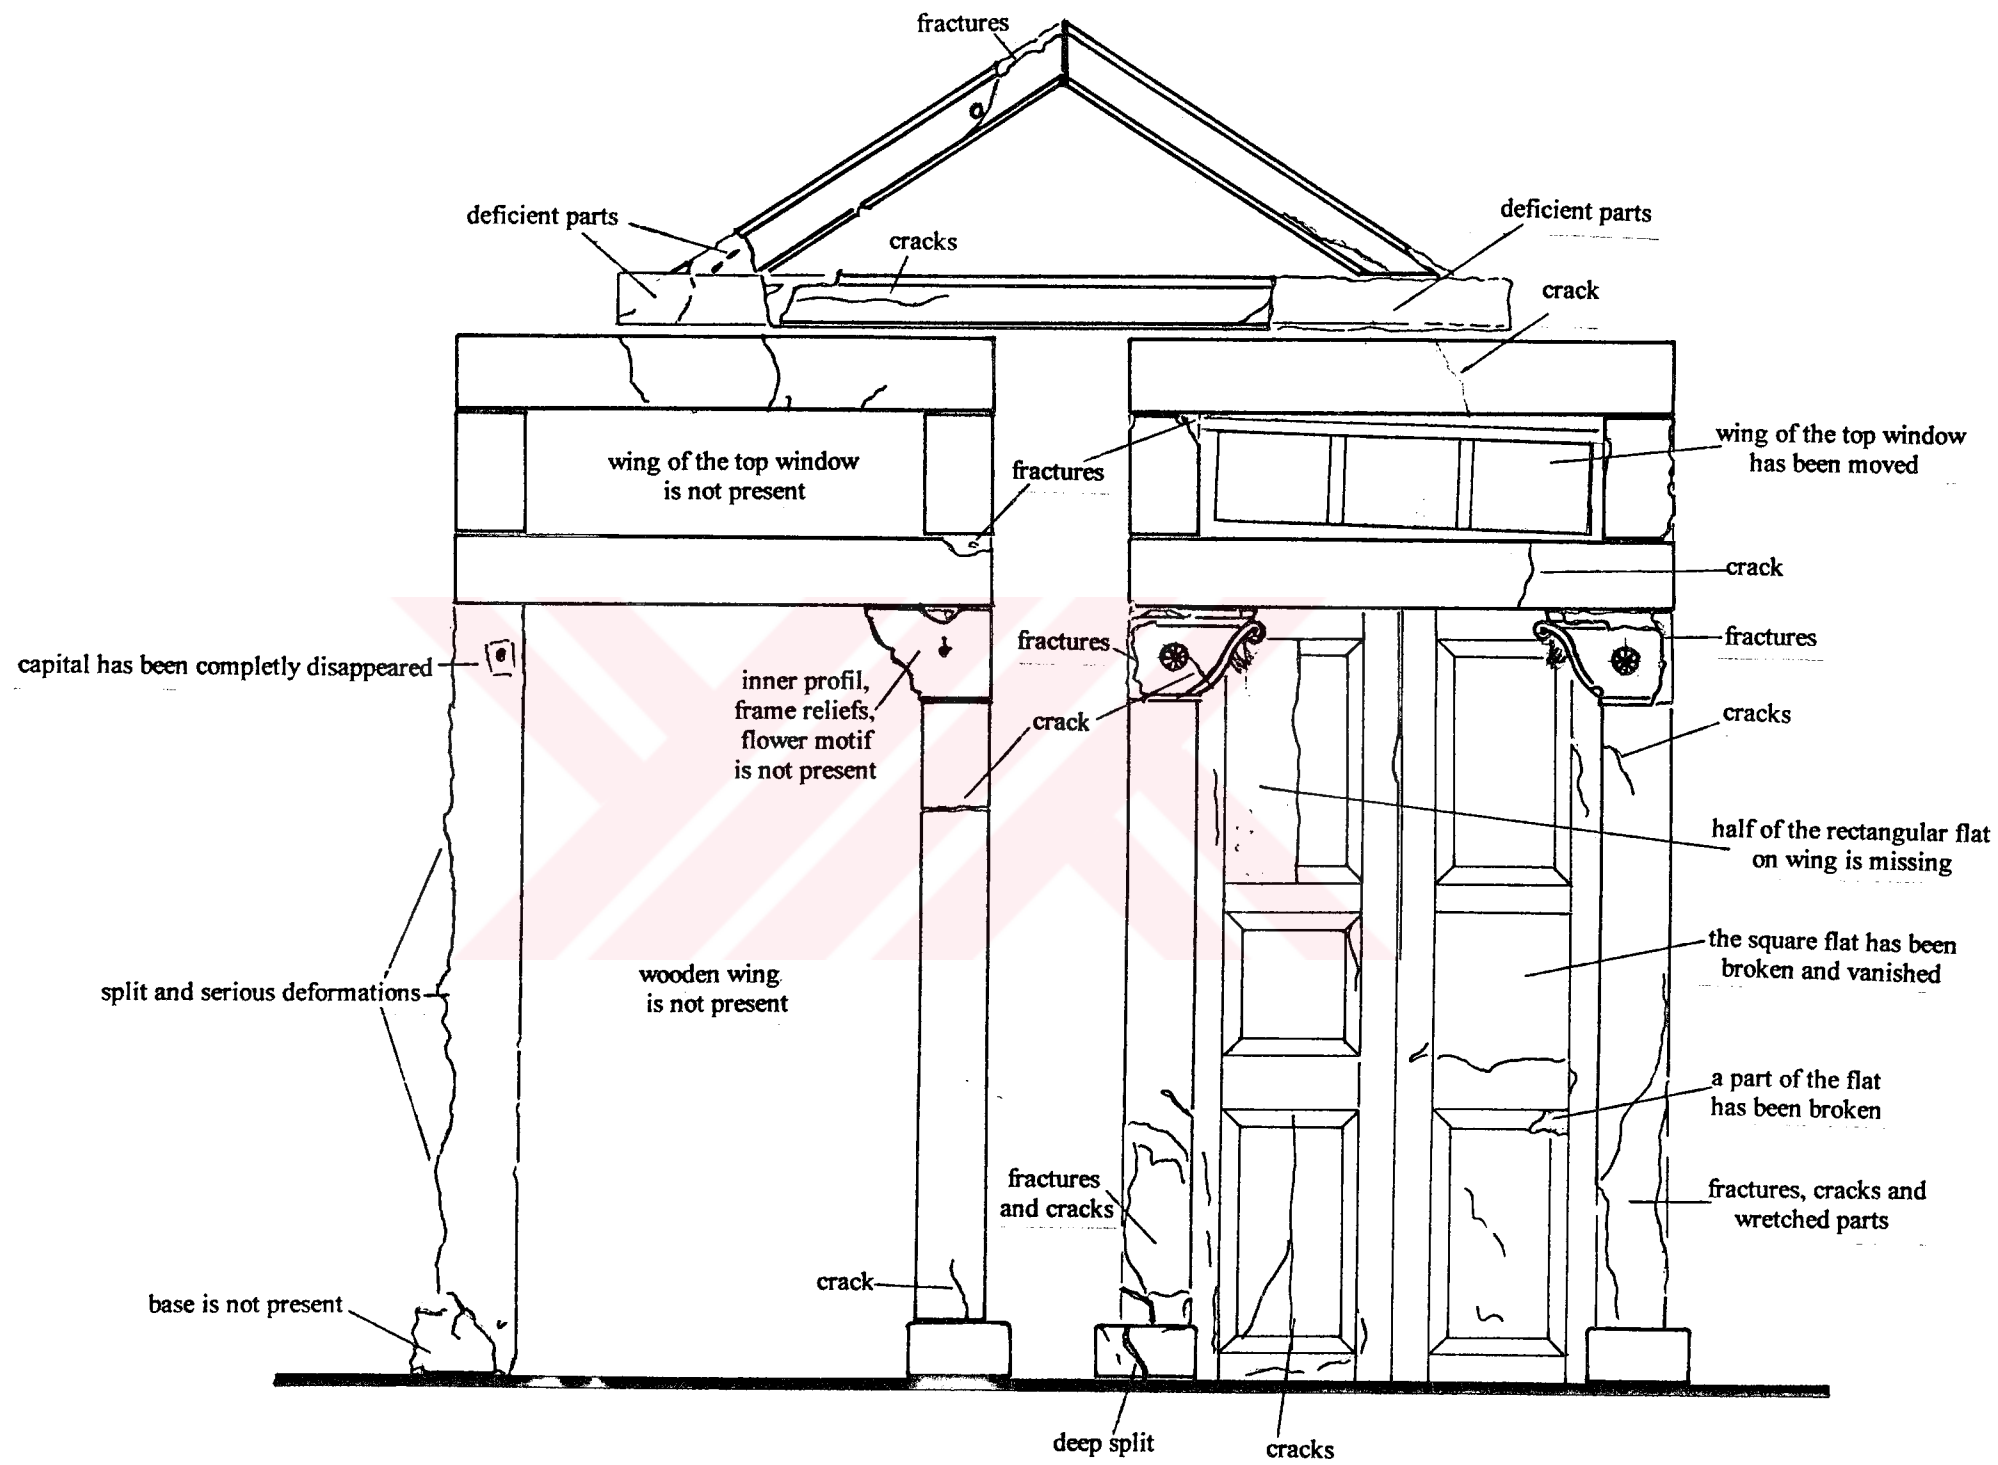 fractures
deficient parts
cracks
deficient parts
crack
wing of the top window
is not present
fractures
wing of the top window
has been moved
crack
capital has been completly disappeared
inner profil,
frame reliefs,
flower motif
is not present
fractures
crack
fractures
cracks
half of the rectangular flat
on wing is missing
split and serious deformations
wooden wing
is not present
the square flat has been
broken and vanished
a part of the flat
has been broken
fractures
and cracks
fractures, cracks and
wretched parts
base is not present
crack
deep split
cracks